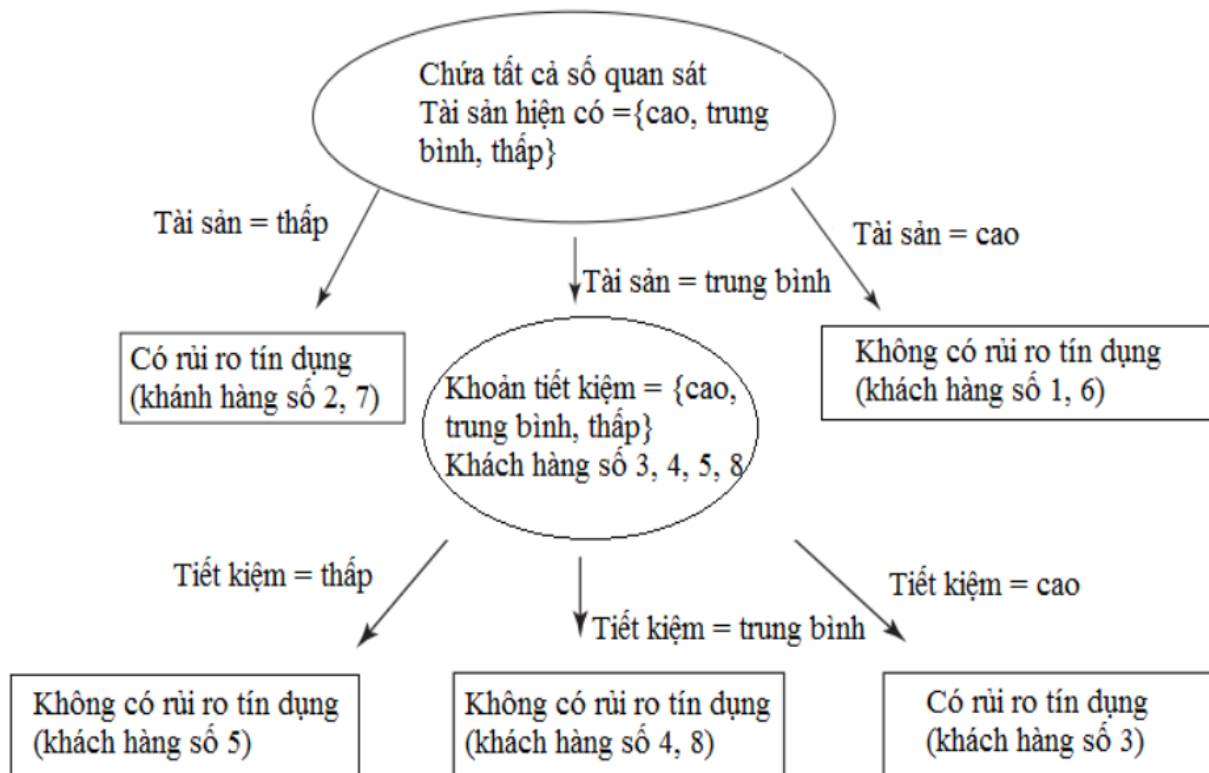 Chứa tất cả số quan sát
Tài sản hiện có ={cao, trung
bình, thấp}
Tài sản = thấp
Tài sản = cao
Tài sản = trung bình
Có rủi ro tín dụng
(khánh hàng số 2, 7)
Khoản tiết kiệm = {cao,
trung bình, thấp}
Khách hàng số 3, 4, 5, 8
Không có rủi ro tín dụng
(khách hàng số 1, 6)
Tiết kiệm = thấp
Tiết kiệm = cao
Tiết kiệm = trung bình
Không có rủi ro tín dụng
(khách hàng số 5)
Không có rủi ro tín dụng
(khách hàng số 4, 8)
Có rủi ro tín dụng
(khách hàng số 3)